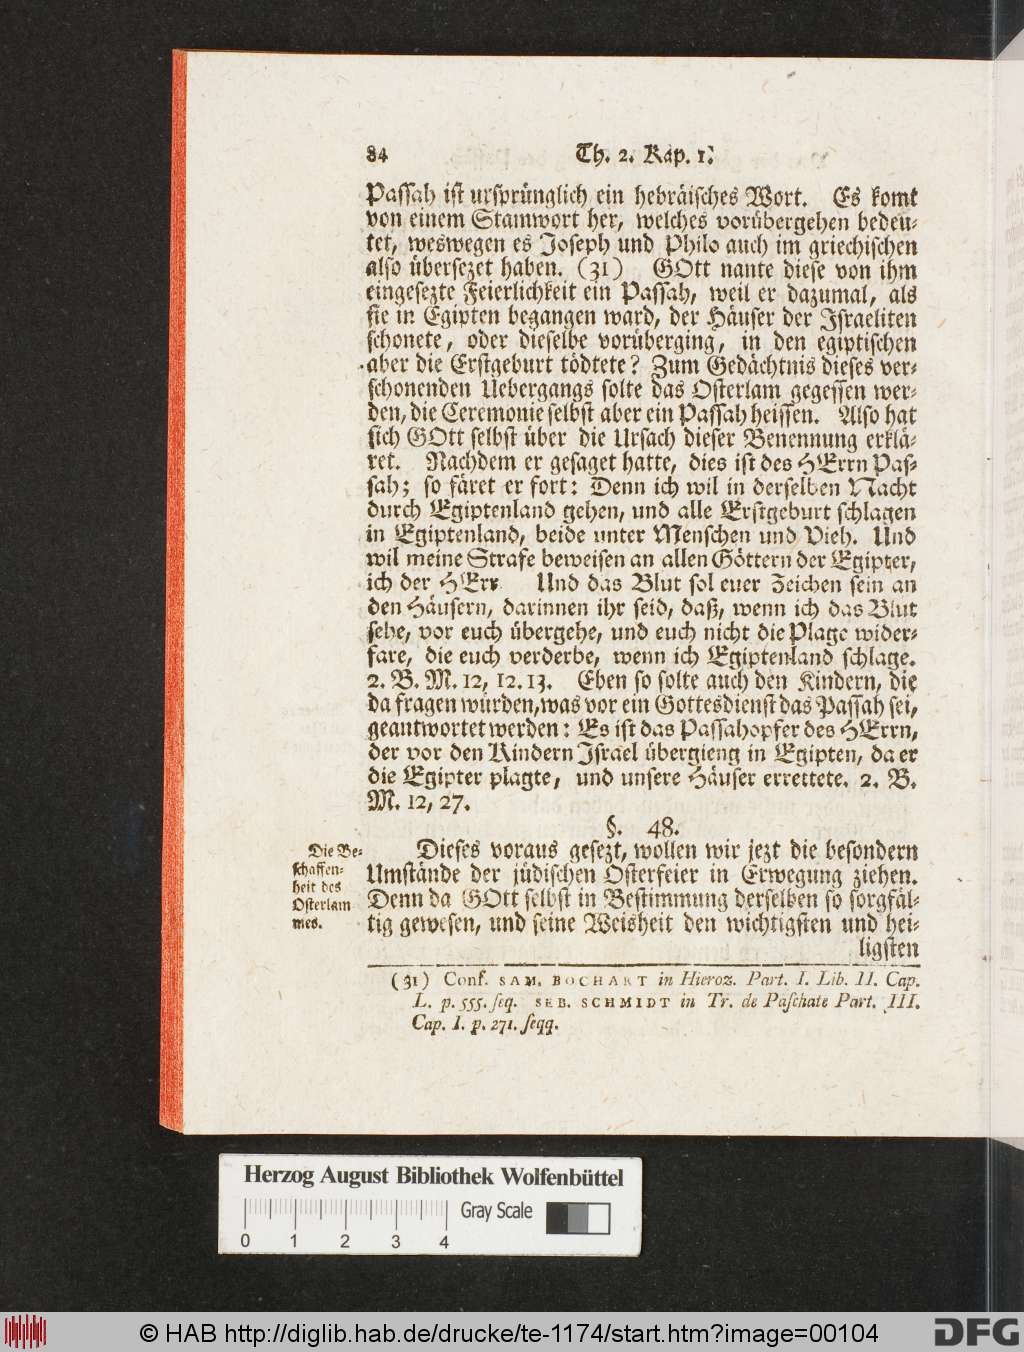 84 Th. 2. Kap. 1.
Passah ist ursprünglich ein hebräisches Wort. Es komt
von einem Stamwort her, welches vorübergehen bedeu-
tet, weswegen es Joseph und Philo auch im griechischen
also übersezet haben. (31) GOtt nante diese von ihm
eingesezte Feierlichkeit ein Passah, weil er dazumal, als
sie in Egipten begangen ward, der Häuser der Israeliten
schonete, oder dieselbe vorüberging, in den egiptischen
aber die Erstgeburt tödtete? Zum Gedächtnis dieses ver-
schonenden Uebergangs solte das Osterlam gegessen wer-
den, die Ceremonie selbst aber ein Passah heissen. Also hat
sich GOtt selbst über die Ursach dieser Benennung erklä-
ret. Nachdem er gesaget hatte, dies ist des HErrn Pas-
sah; so färet er fort: Denn ich wil in derselben Nacht
durch Egiptenland gehen, und alle Erstgeburt schlagen
in Egiptenland, beide unter Menschen und Vieh. Und
wil meine Strafe beweisen an allen Göttern der Egipter,
ich der HErr Und das Blut sol euer Zeichen sein an
den Häusern, darinnen ihr seid, daß, wenn ich das Blut
sehe, vor euch übergehe, und euch nicht die Plage wider-
fare, die euch verderbe, wenn ich Egiptenland schlage.
2. B. M. 12, 12. 13. Eben so solte auch den Kindern, die
da fragen würden, was vor ein Gottesdienst das Passah sei,
geantwortet werden: Es ist das Passahopfer des HErrn,
der vor den Kindern Israel übergieng in Egipten, da er
die Egipter plagte, und unsere Häuser errettete. 2. B.
M. 12, 27.
§. 48.
Die Be-
schaffen-
heit des
Osterlam
mes.
Dieses voraus gesezt, wollen wir jezt die besondern
Umstände der jüdischen Osterfeier in Erwegung ziehen.
Denn da GOtt selbst in Bestimmung derselben so sorgfäl-
tig gewesen, und seine Weisheit den wichtigsten und hei-
ligsten
(31) Conf. SAM. BOCHART in Hieroz. Part. I. Lib. II. Cap.
L. p. 555. seq. SEB. SCHMIDT in Tr. de Paschate Part. III.
Cap. I. p. 271. seqq.
Herzog August Bibliothek Wolfenbüttel
Gray Scale
0 1 2 3 4
© HAB http://diglib.hab.de/drucke/te-1174/start.htm?image=00104
DFG